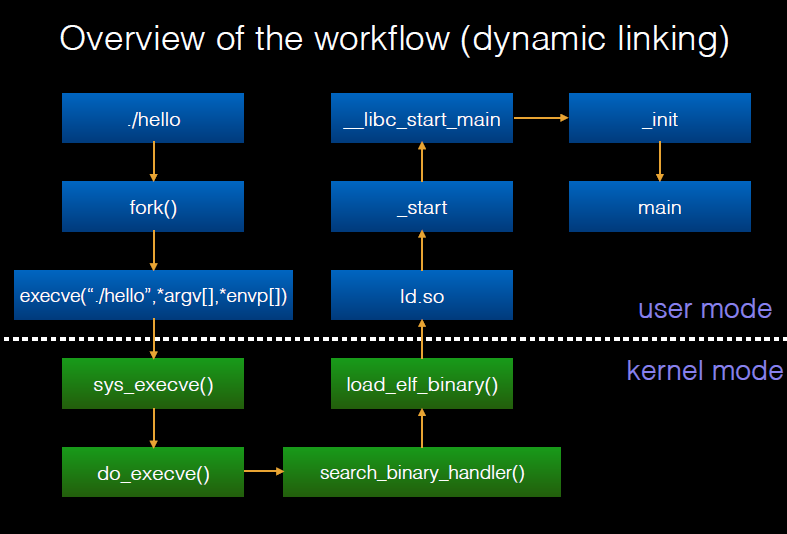 Overview of the workflow (dynamic linking)
./hello
__libc_start_main
_init
fork()
_start
main
execve(“./hello”,*argv[],*envp[])
ld.so
user mode
kernel mode
sys_execve()
load_elf_binary()
do_execve()
search_binary_handler()